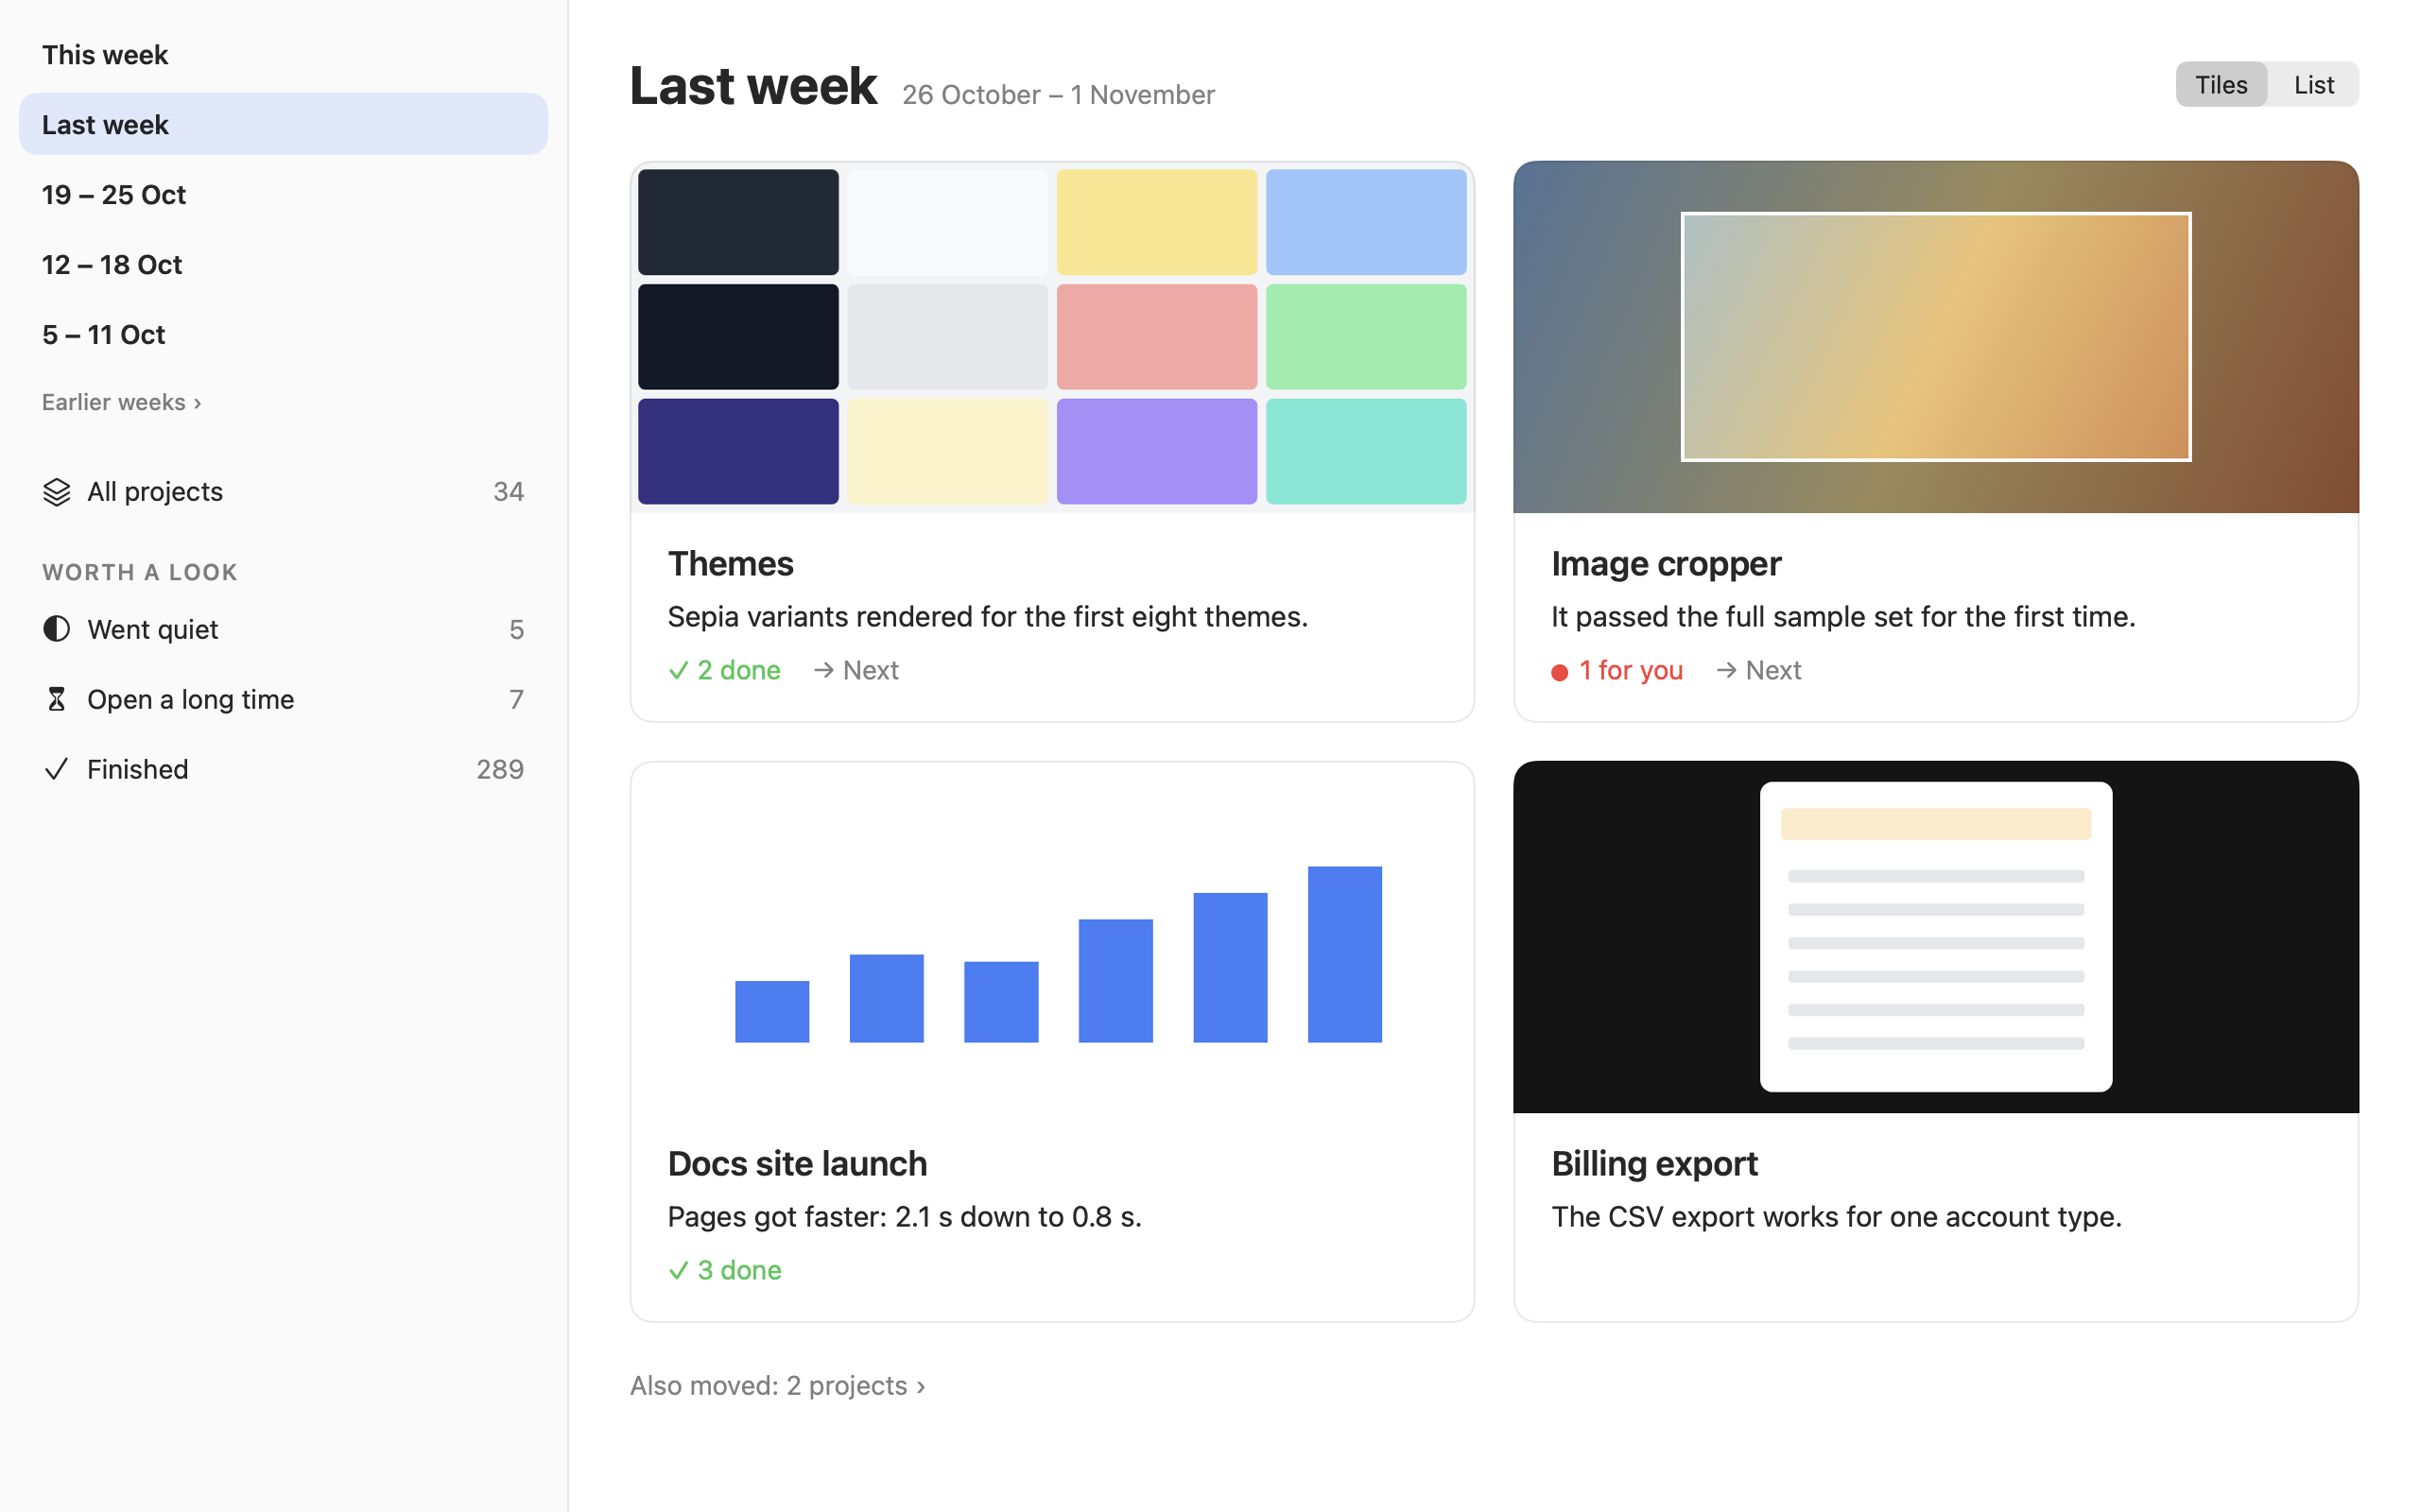 This week
Last week
19 – 25 Oct
12 – 18 Oct
5 – 11 Oct
Earlier weeks ›
All projects 34
WORTH A LOOK
Went quiet 5
Open a long time 7
Finished 289
Last week 26 October – 1 November
Tiles List
Themes
Sepia variants rendered for the first eight themes.
✓ 2 done → Next
Image cropper
It passed the full sample set for the first time.
● 1 for you → Next
Docs site launch
Pages got faster: 2.1 s down to 0.8 s.
✓ 3 done
Billing export
The CSV export works for one account type.
Also moved: 2 projects ›